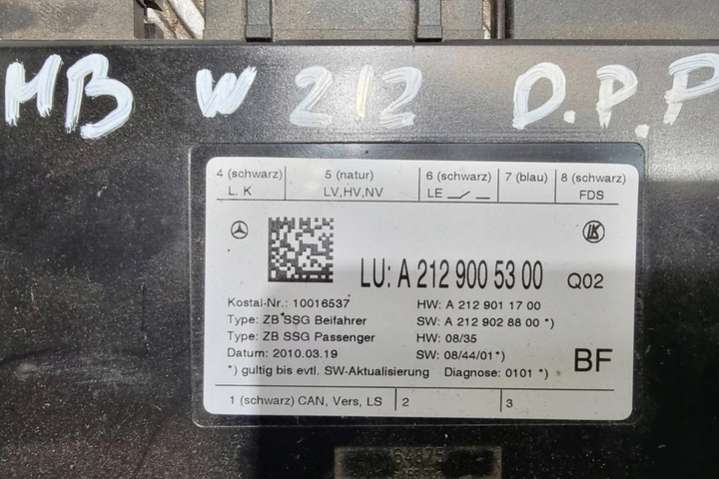 MB W 212 D.P.P
4 (schwarz) 5 (natur) 6 (schwarz) 7 (blau) 8 (schwarz)
L. K LV,HV,NV LE FDS
LU: A 212 900 53 00 Q02
Kostal-Nr.: 10016537 HW: A 212 901 17 00
Type: ZB SSG Beifahrer SW: A 212 902 88 00 *)
Type: ZB SSG Passenger HW: 08/35
Datum: 2010.03.19 SW: 08/44/01*) BF
*) gultig bis evtl. SW-Aktualisierung Diagnose: 0101 *)
1 (schwarz) CAN, Vers, LS 2 3